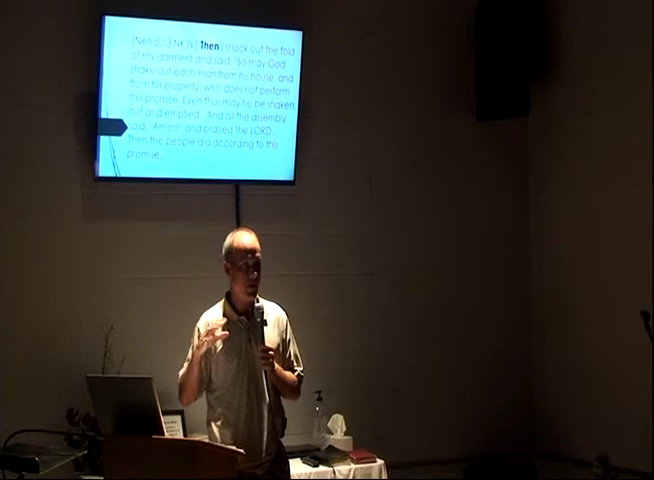 [Neh 5:13 NKJV] Then I shook out the fold
of my garment and said, "So may God
shake out each man from his house, and
from his property, who does not perform
this promise. Even thus may he be shaken
out and emptied." And all the assembly
said, "Amen!" and praised the LORD.
Then the people did according to this
promise.